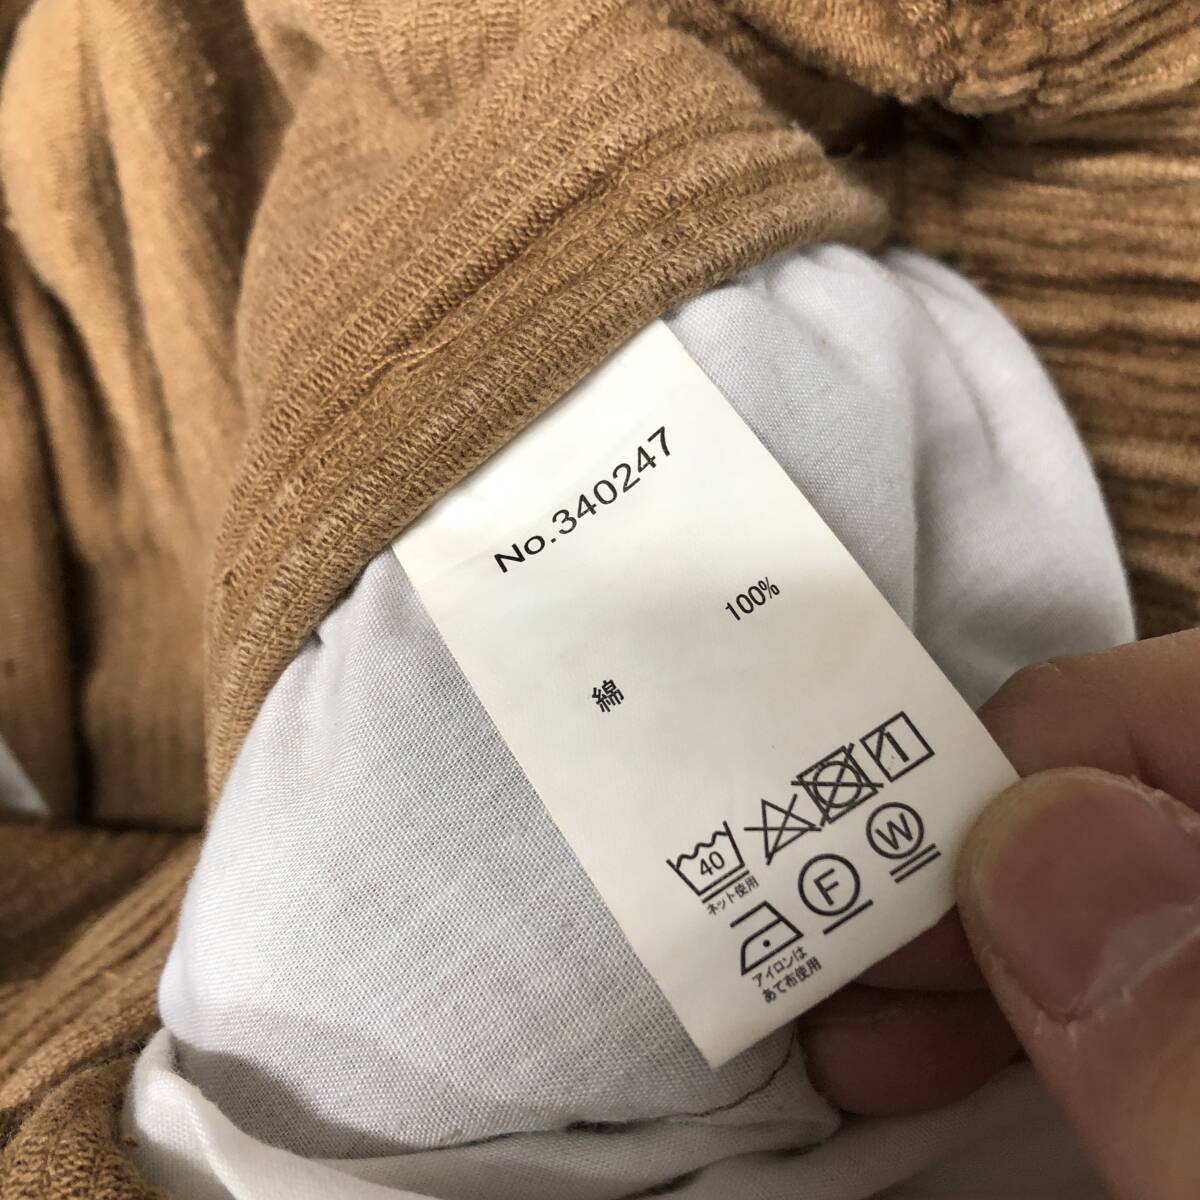 No.340247
綿 100%
40
ネット使用
F W
アイロンは
あて布使用